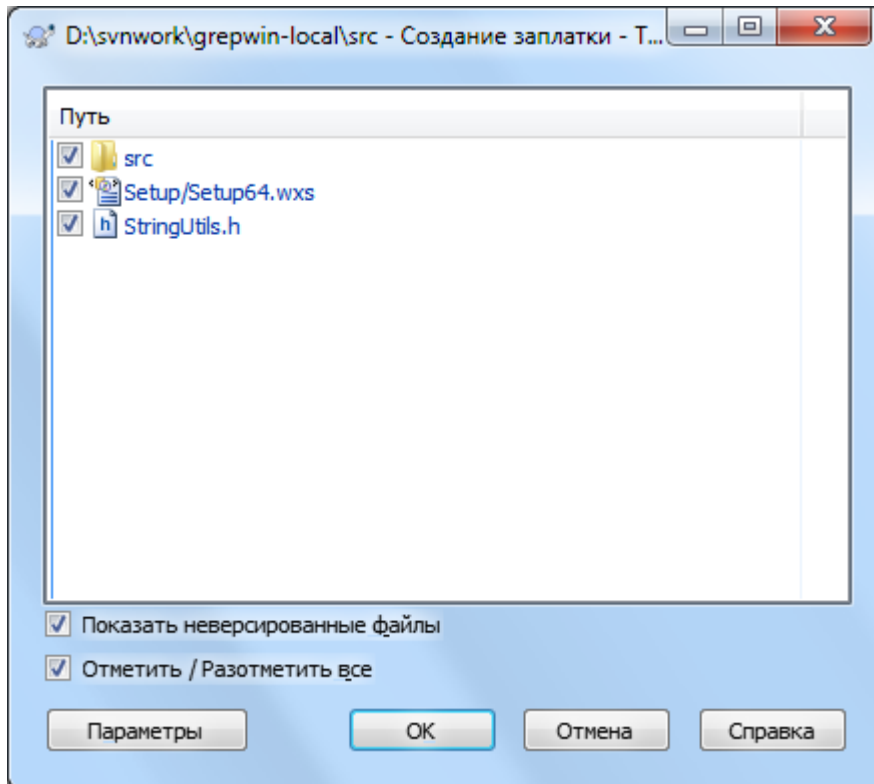 D:\svnwork\grepwin-local\src - Создание заплатки - T...
Путь
src
Setup/Setup64.wxs
StringUtils.h
Показать неверсированные файлы
Отметить / Разотметить все
Параметры
OK
Отмена
Справка